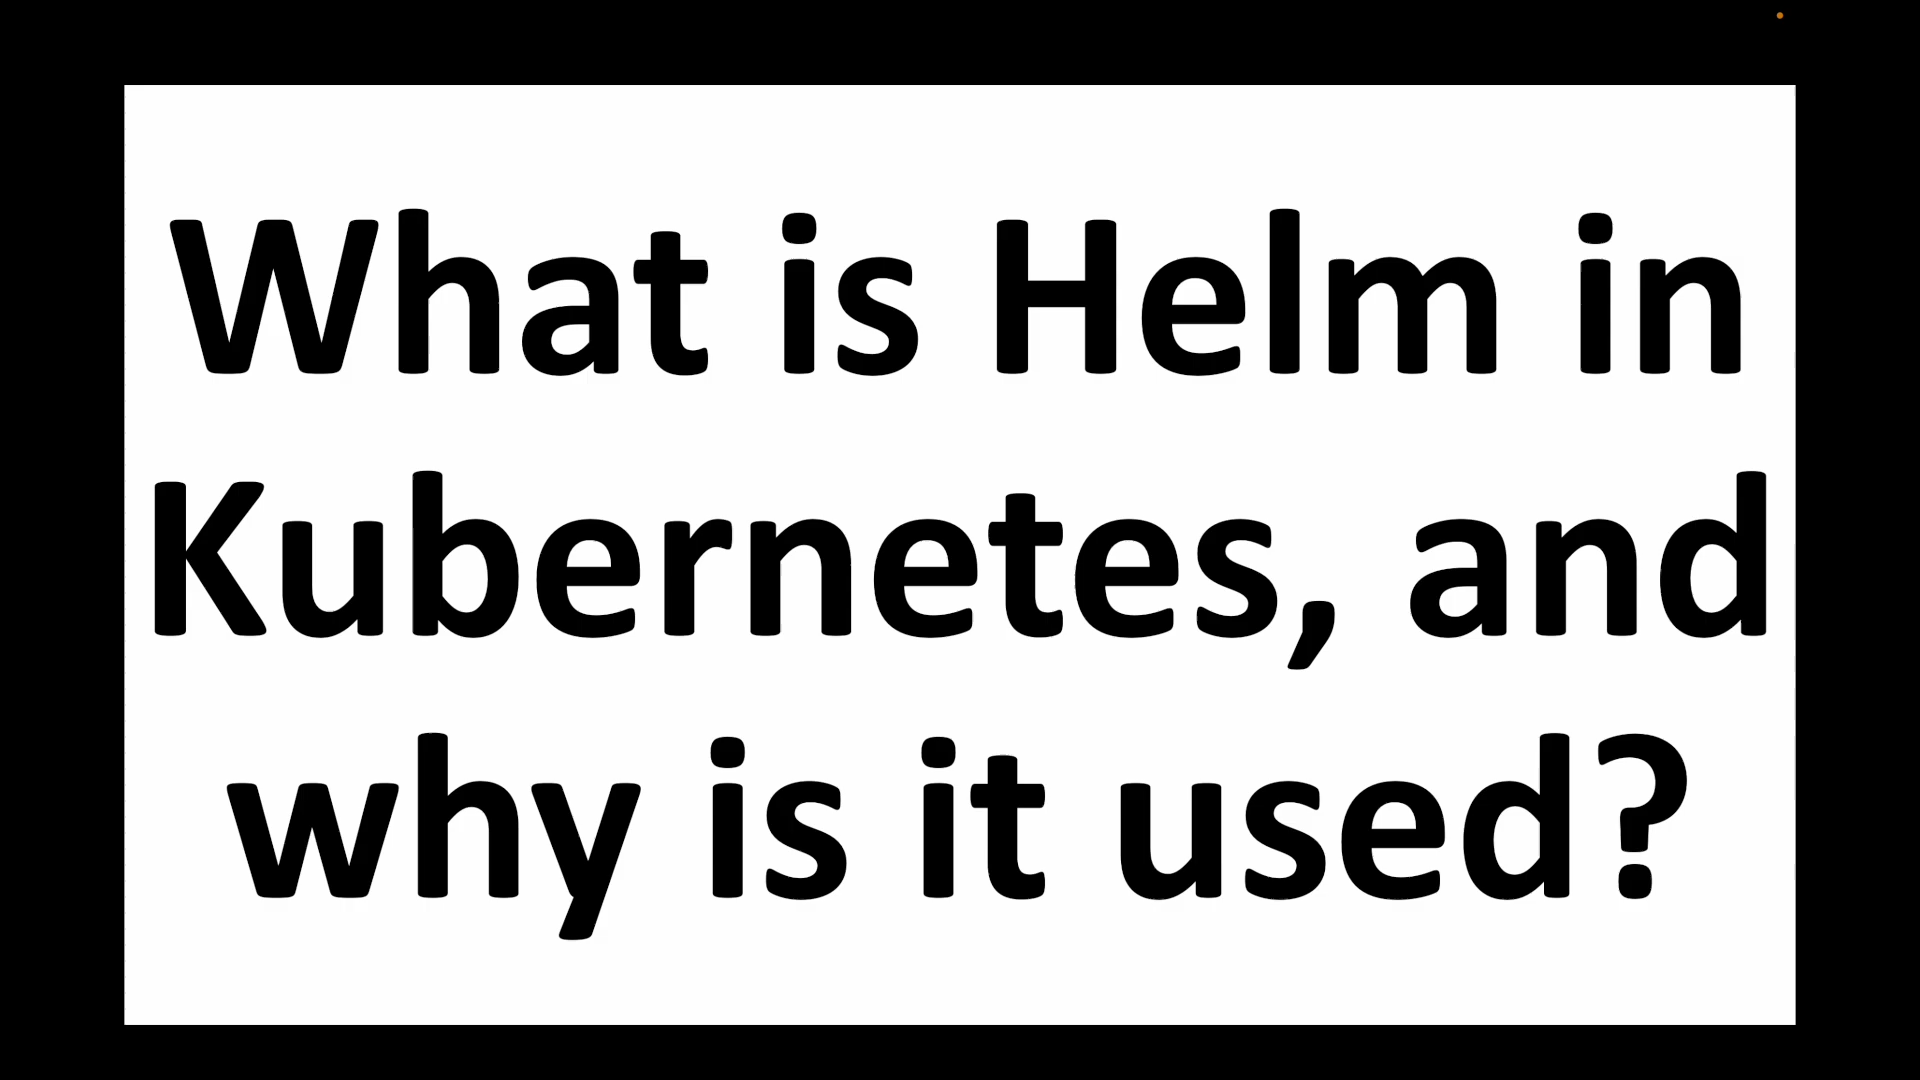 What is Helm in
Kubernetes, and
why is it used?